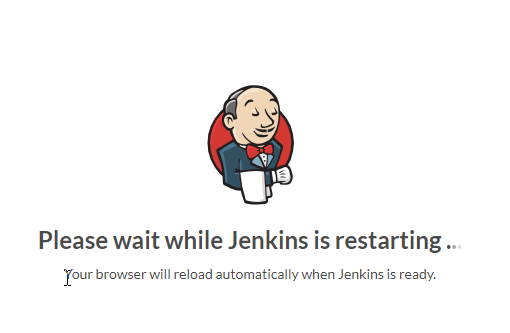 Please wait while Jenkins is restarting ...
Your browser will reload automatically when Jenkins is ready.